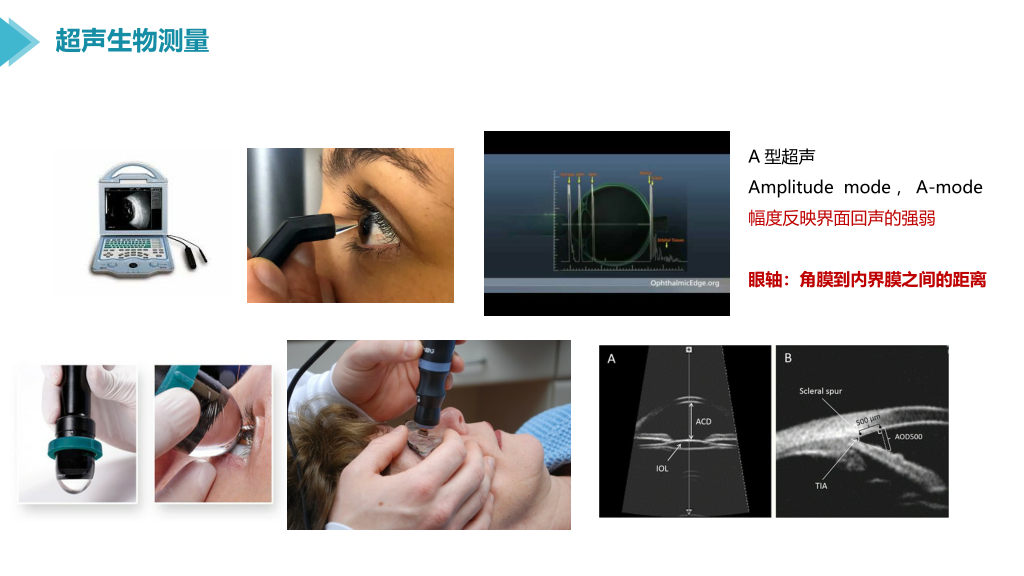 超声生物测量
A 型超声
Amplitude mode ， A-mode
幅度反映界面回声的强弱
眼轴：角膜到内界膜之间的距离
OphthalmicEdge.org
A
ACD
IOL
B
Scleral spur
500 μm
AOD500
TIA